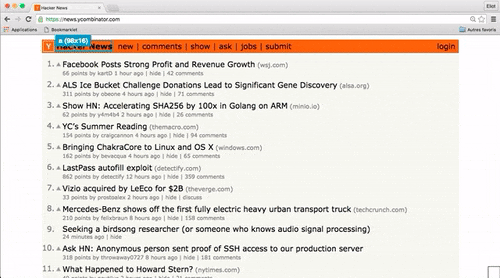 Hacker News
Eliot
https://news.ycombinator.com
Applications
Bookmarklet
Autres favoris
a (98x16)
Y Hacker News new | comments | show | ask | jobs | submit login
1. Facebook Posts Strong Profit and Revenue Growth (wsj.com)
66 points by kartD 1 hour ago | hide | 42 comments
2. ALS Ice Bucket Challenge Donations Lead to Significant Gene Discovery (alsa.org)
311 points by obeone 4 hours ago | hide | 71 comments
3. Show HN: Accelerating SHA256 by 100x in Golang on ARM (minio.io)
62 points by y4m4b4 2 hours ago | hide | 26 comments
4. YC's Summer Reading (themacro.com)
154 points by craigcannon 4 hours ago | hide | 94 comments
5. Bringing ChakraCore to Linux and OS X (windows.com)
162 points by bevacqua 4 hours ago | hide | 65 comments
6. LastPass autofill exploit (detectify.com)
862 points by detectify 12 hours ago | hide | 359 comments
7. Vizio acquired by LeEco for $2B (theverge.com)
33 points by prostoalex 2 hours ago | hide | discuss
8. Mercedes-Benz shows off the first fully electric heavy urban transport truck (techcrunch.com)
210 points by felixbraun 8 hours ago | hide | 158 comments
9. Seeking a birdsong researcher (or someone who knows audio signal processing)
24 minutes ago | hide
10. Ask HN: Anonymous person sent proof of SSH access to our production server
318 points by throwaway0727 8 hours ago | hide | 181 comments
11. What Happened to Howard Stern? (nytimes.com)